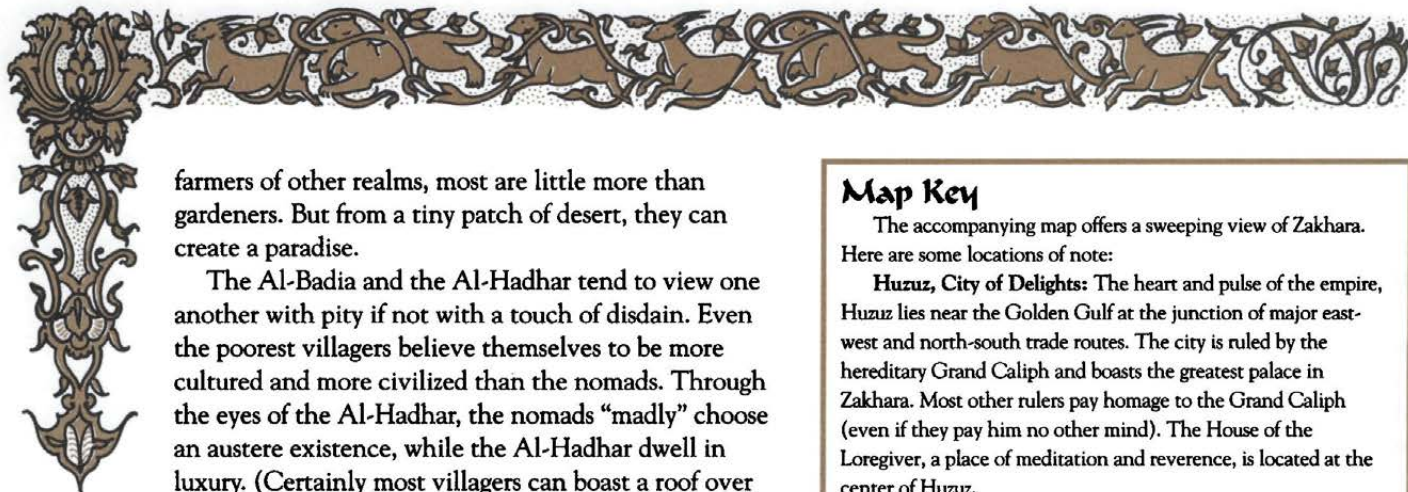 farmers of other realms, most are little more than
gardeners. But from a tiny patch of desert, they can
create a paradise.
The Al-Badia and the Al-Hadhar tend to view one
another with pity if not with a touch of disdain. Even
the poorest villagers believe themselves to be more
cultured and more civilized than the nomads. Through
the eyes of the Al-Hadhar, the nomads “madly” choose
an austere existence, while the Al-Hadhar dwell in
luxury. (Certainly most villagers can boast a roof over
Map Key
The accompanying map offers a sweeping view of Zakhara.
Here are some locations of note:
Huzuz, City of Delights: The heart and pulse of the empire,
Huzuz lies near the Golden Gulf at the junction of major east-
west and north-south trade routes. The city is ruled by the
hereditary Grand Caliph and boasts the greatest palace in
Zakhara. Most other rulers pay homage to the Grand Caliph
(even if they pay him no other mind). The House of the
Loregiver, a place of meditation and reverence, is located at the
center of Huzuz.